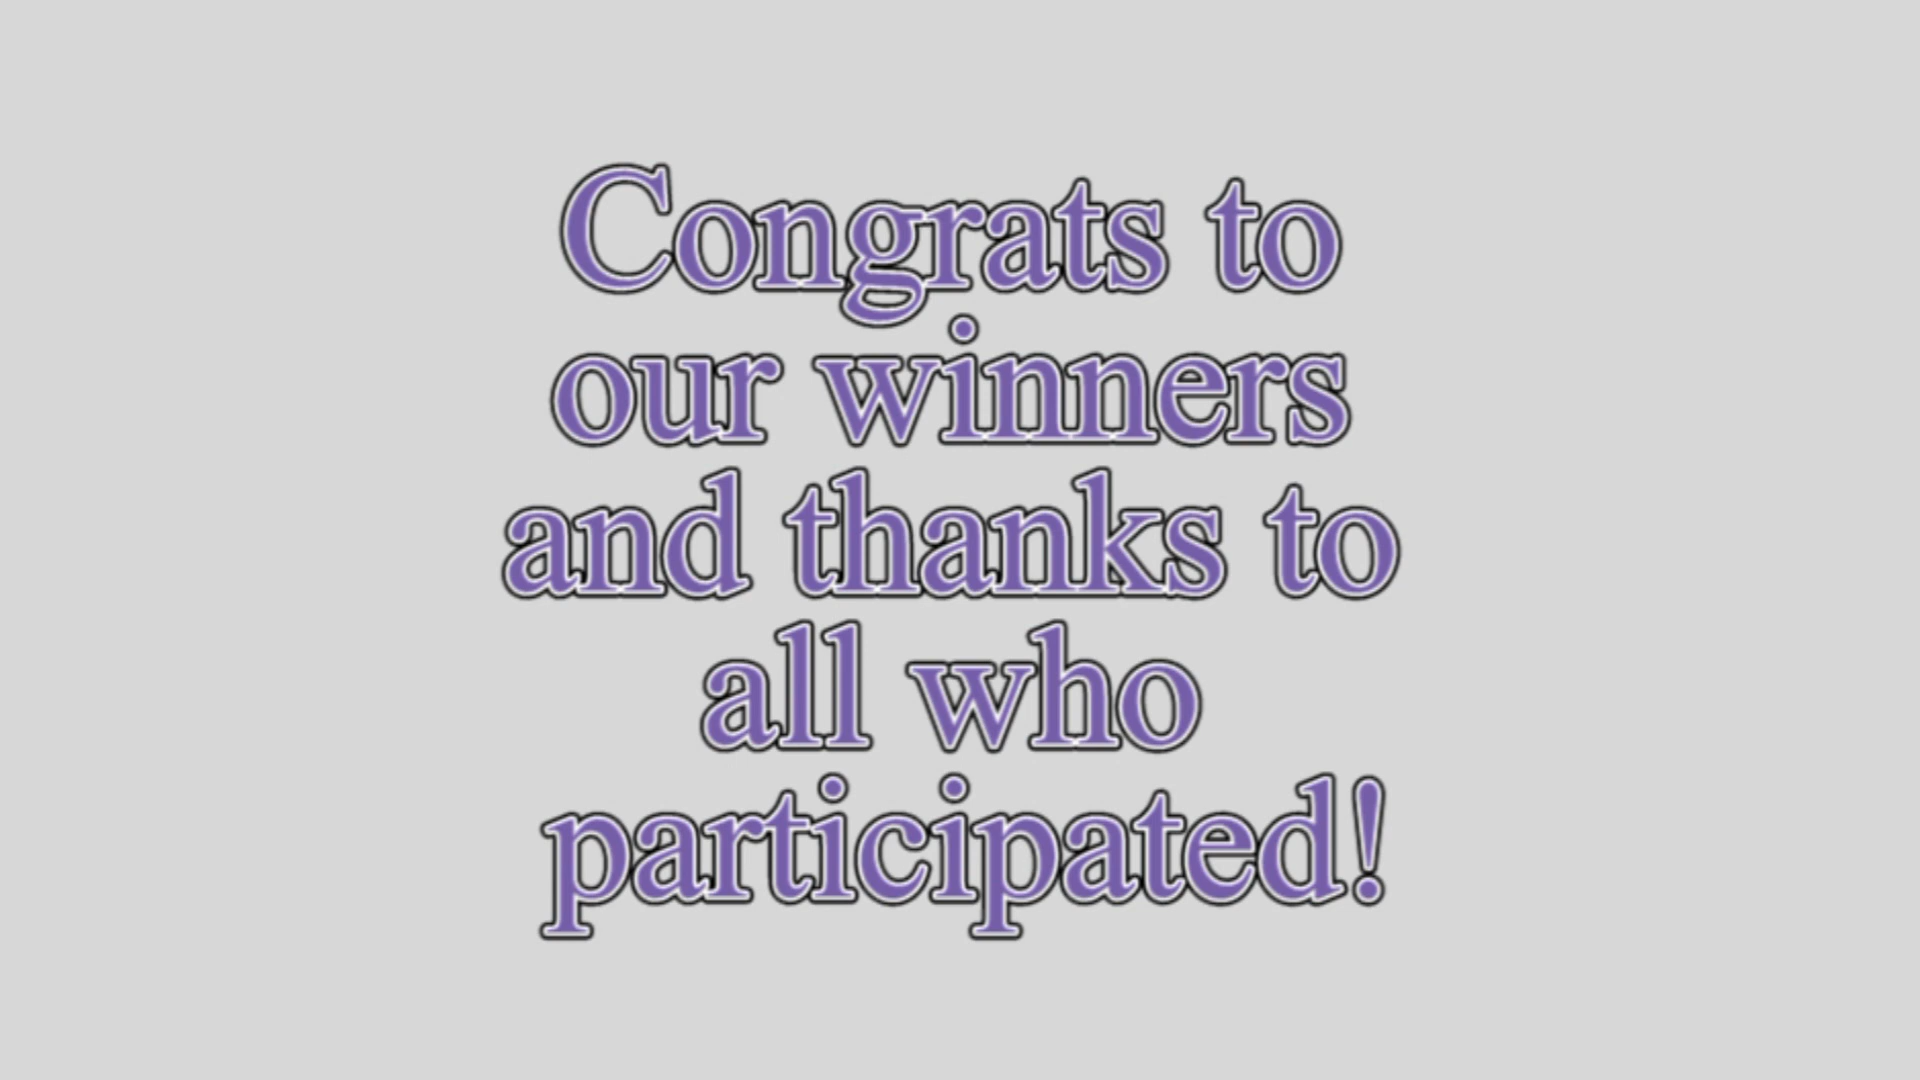 Congrats to
our winners
and thanks to
all who
participated!